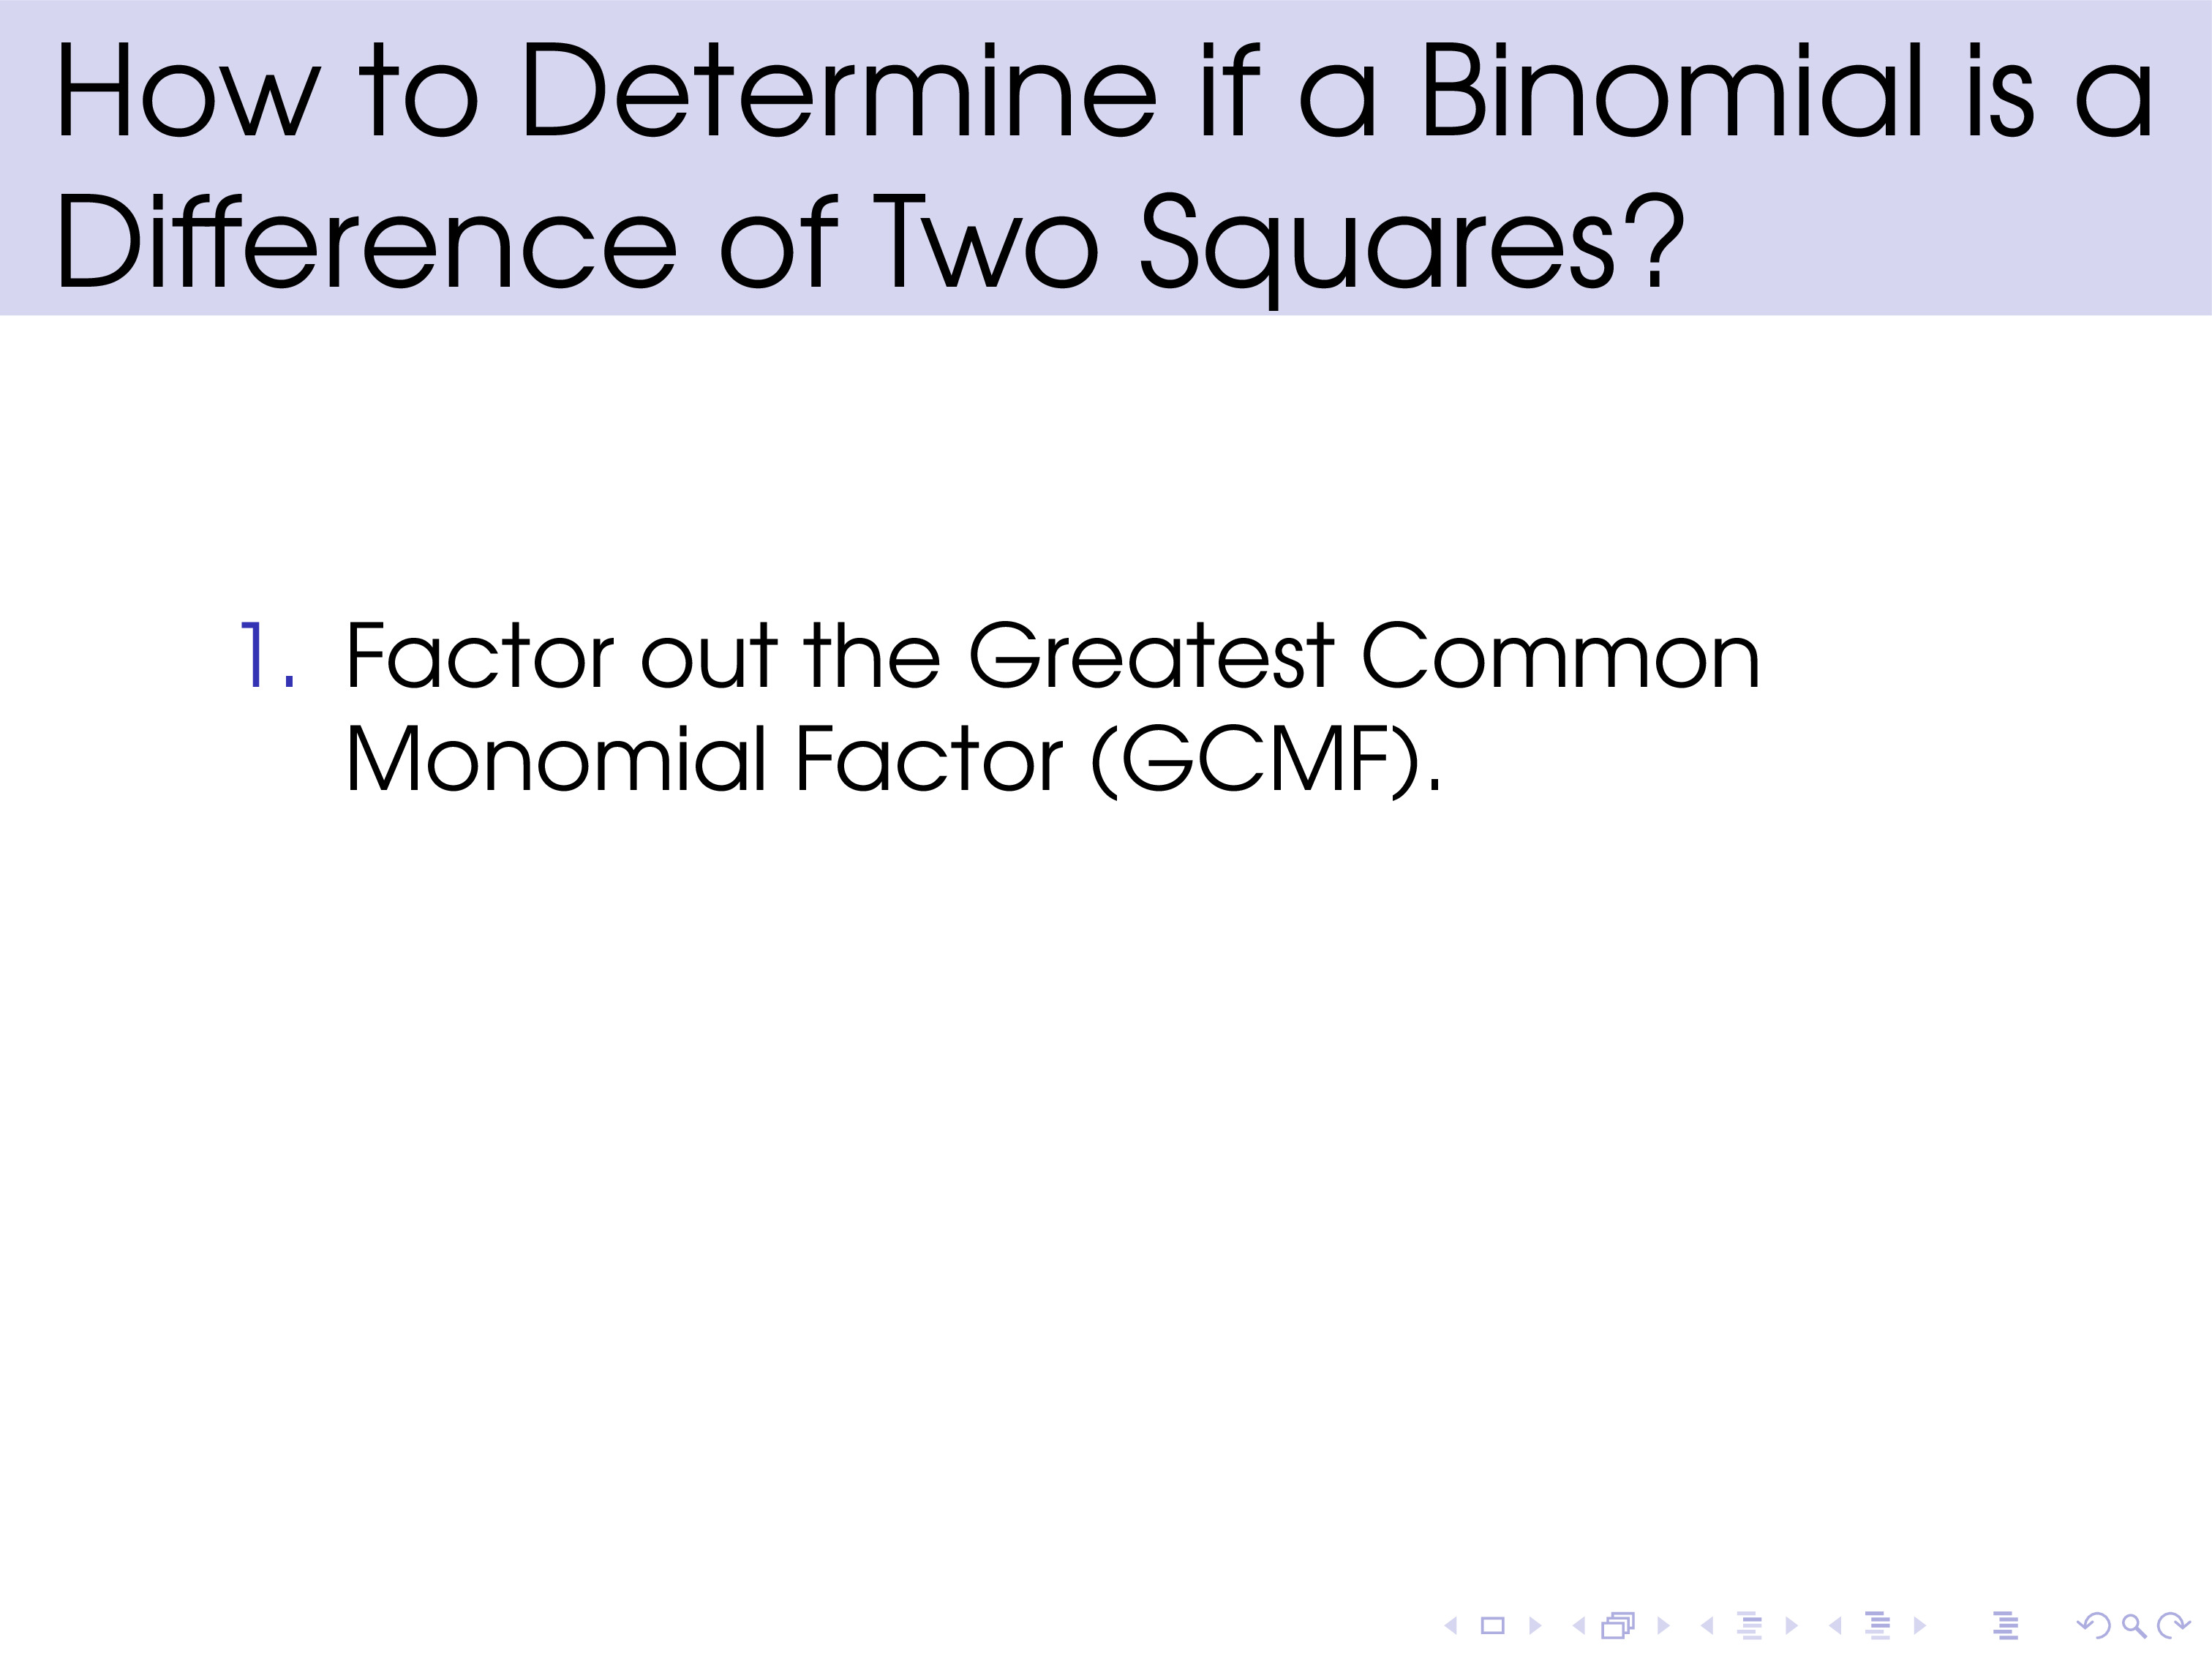 How to Determine if a Binomial is a
Difference of Two Squares?
1. Factor out the Greatest Common
Monomial Factor (GCMF).